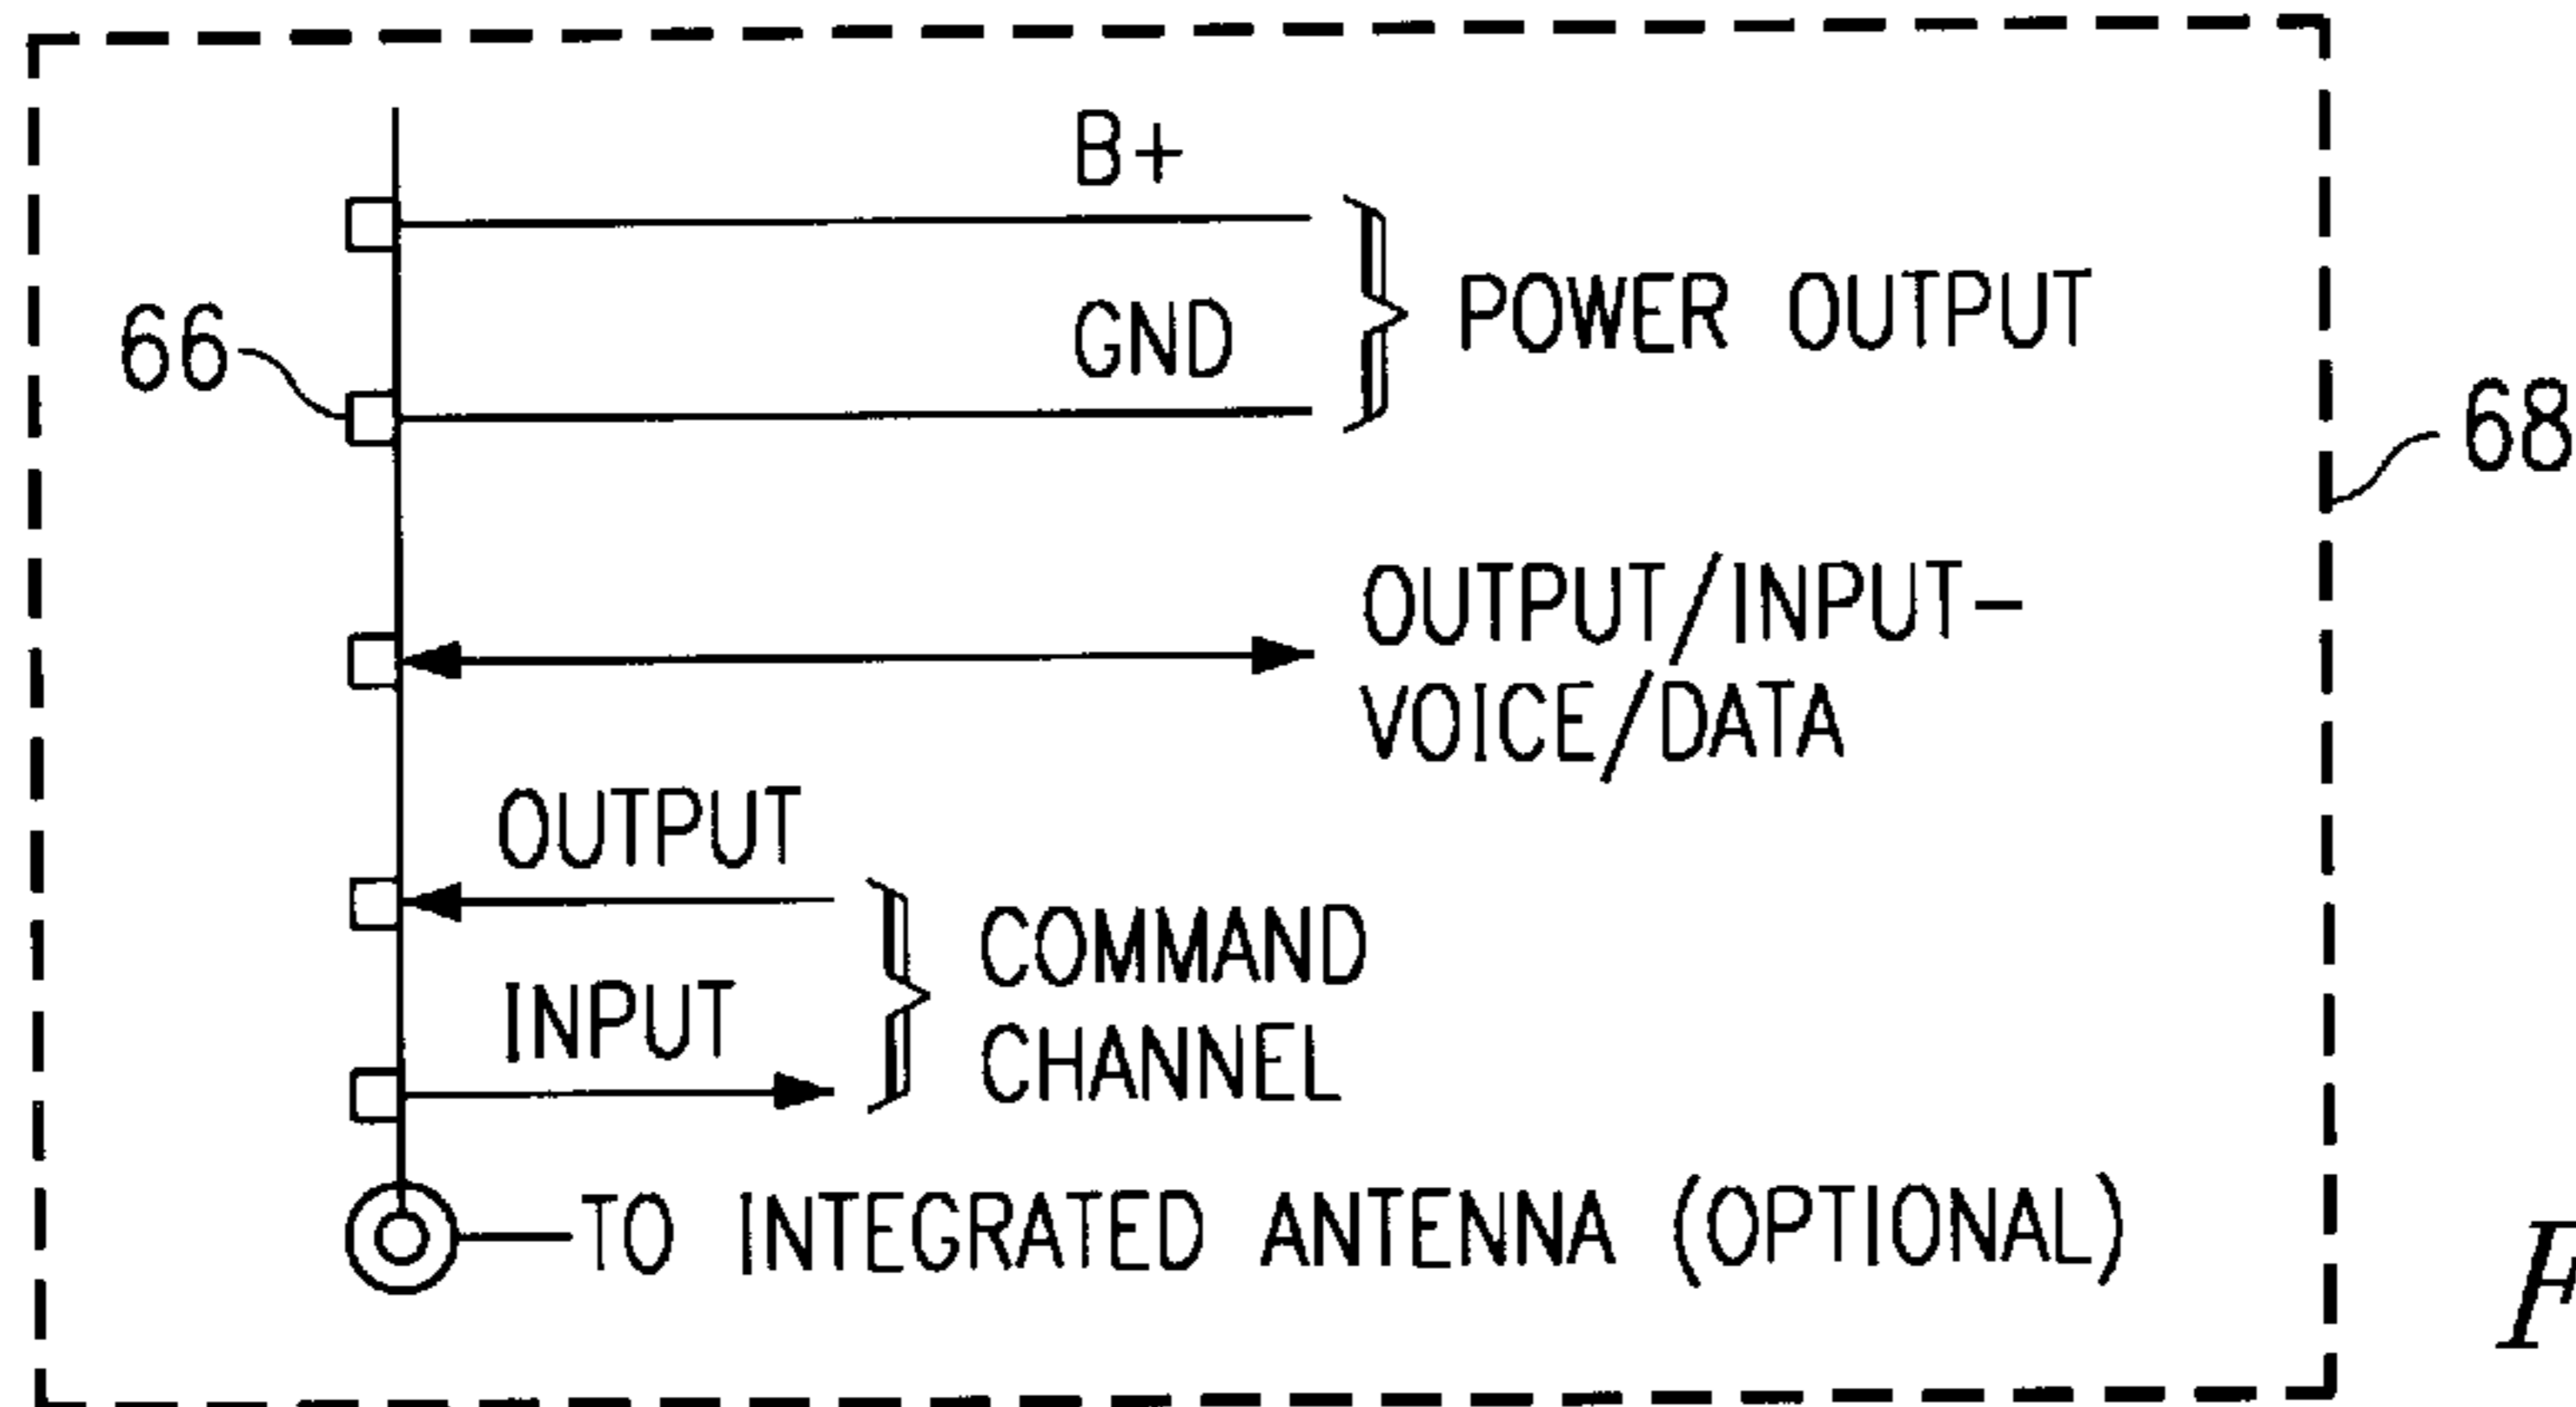 B+
GND
POWER OUTPUT
66
68
OUTPUT/INPUT-
VOICE/DATA
OUTPUT
INPUT
COMMAND
CHANNEL
TO INTEGRATED ANTENNA (OPTIONAL)